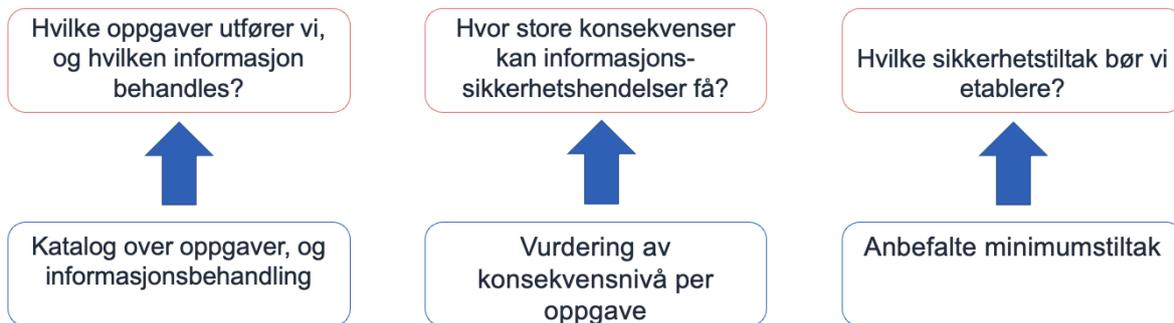 Hvilke oppgaver utfører vi,
og hvilken informasjon
behandles?
Hvor store konsekvenser
kan informasjons-
sikkerhetshendelser få?
Hvilke sikkerhetstiltak bør vi
etablere?
Katalog over oppgaver, og
informasjonsbehandling
Vurdering av
konsekvensnivå per
oppgave
Anbefalte minimumstiltak